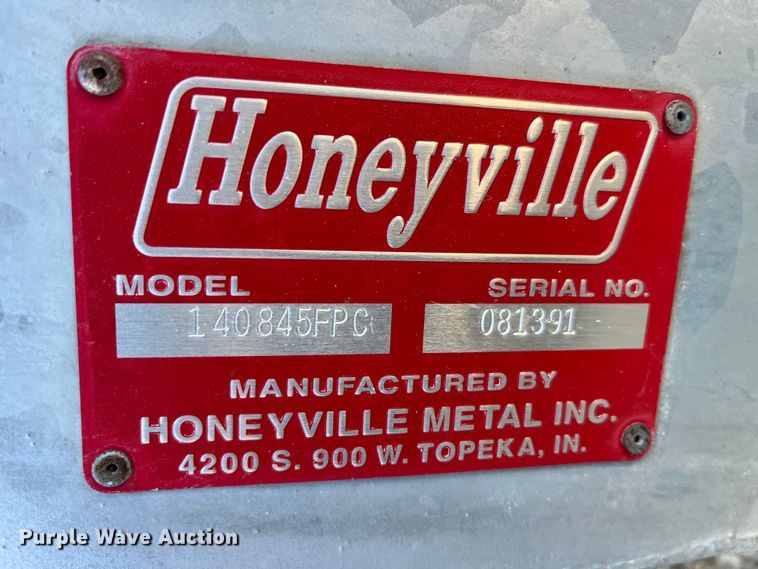 Honeyville
MODEL SERIAL NO.
140845FPC 081391
MANUFACTURED BY
HONEYVILLE METAL INC.
4200 S. 900 W. TOPEKA, IN.
Purple Wave Auction